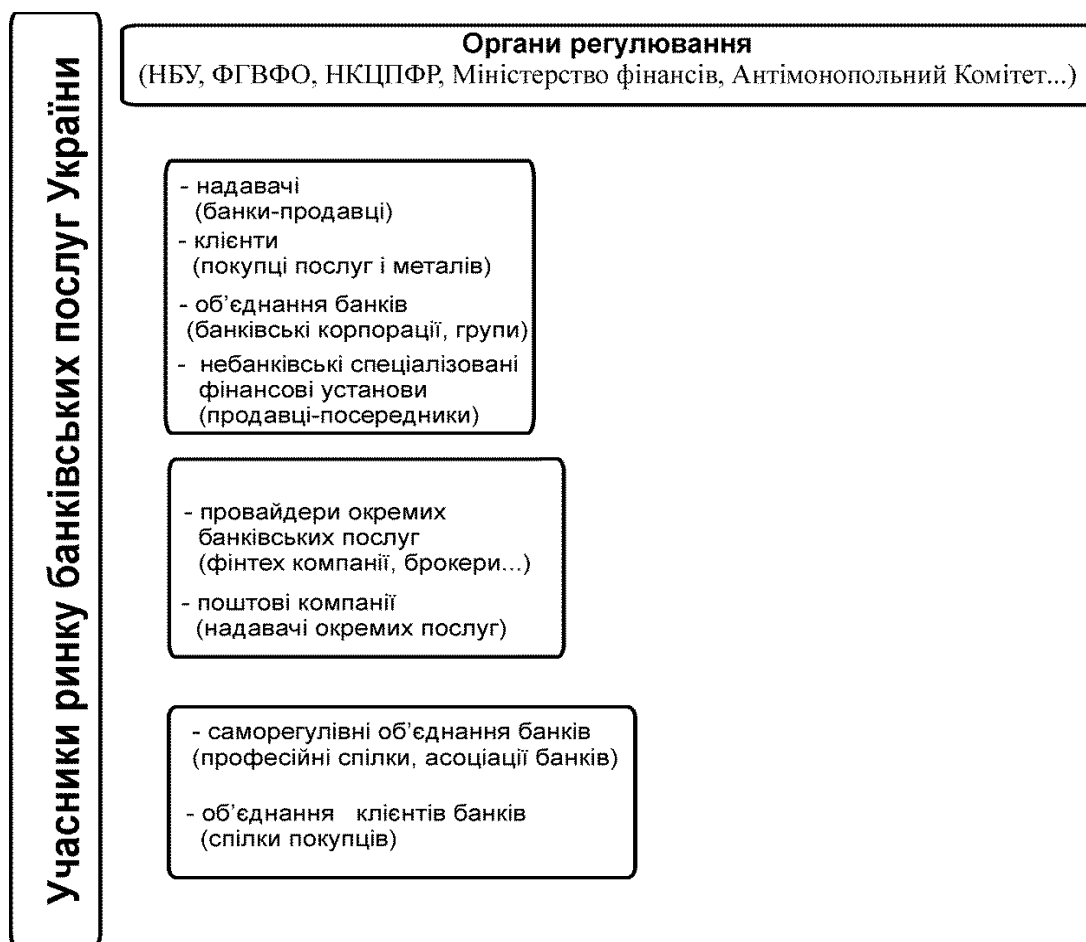 Учасники ринку банківських послуг України
Органи регулювання
(НБУ, ФГВФО, НКЦПФР, Міністерство фінансів, Антімонопольний Комітет...)
- надавачі
(банки-продавці)
- клієнти
(покупці послуг і металів)
- об’єднання банків
(банківські корпорації, групи)
- небанківські спеціалізовані
фінансові установи
(продавці-посередники)
- провайдери окремих
банківських послуг
(фінтех компанії, брокери...)
- поштові компанії
(надавачі окремих послуг)
- саморегулівні об’єднання банків
(професійні спілки, асоціації банків)
- об’єднання клієнтів банків
(спілки покупців)